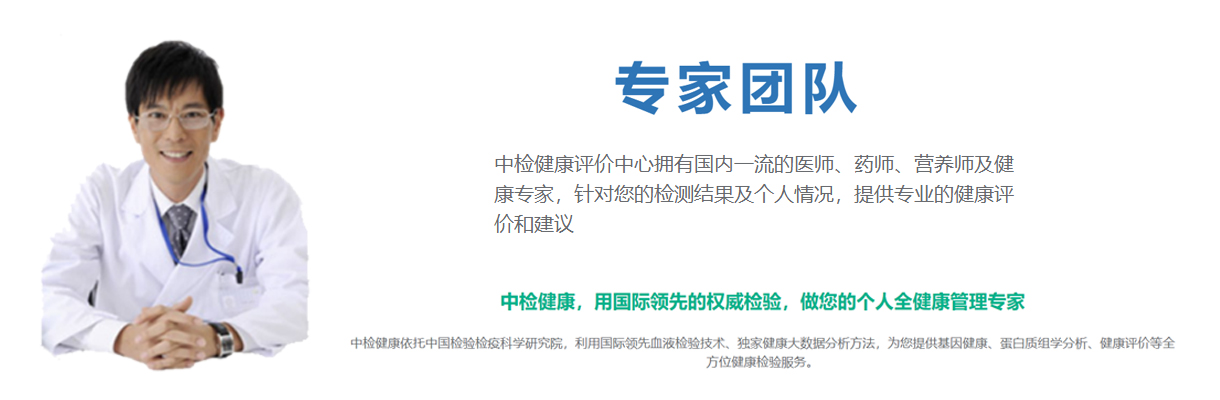 专家团队
中检健康评价中心拥有国内一流的医师、药师、营养师及健
康专家，针对您的检测结果及个人情况，提供专业的健康评
价和建议
中检健康，用国际领先的权威检验，做您的个人全健康管理专家
中检健康依托中国检验检疫科学研究院，利用国际领先血液检验技术、独家健康大数据分析方法，为您提供基因健康、蛋白质组学分析、健康评价等全
方位健康检验服务。